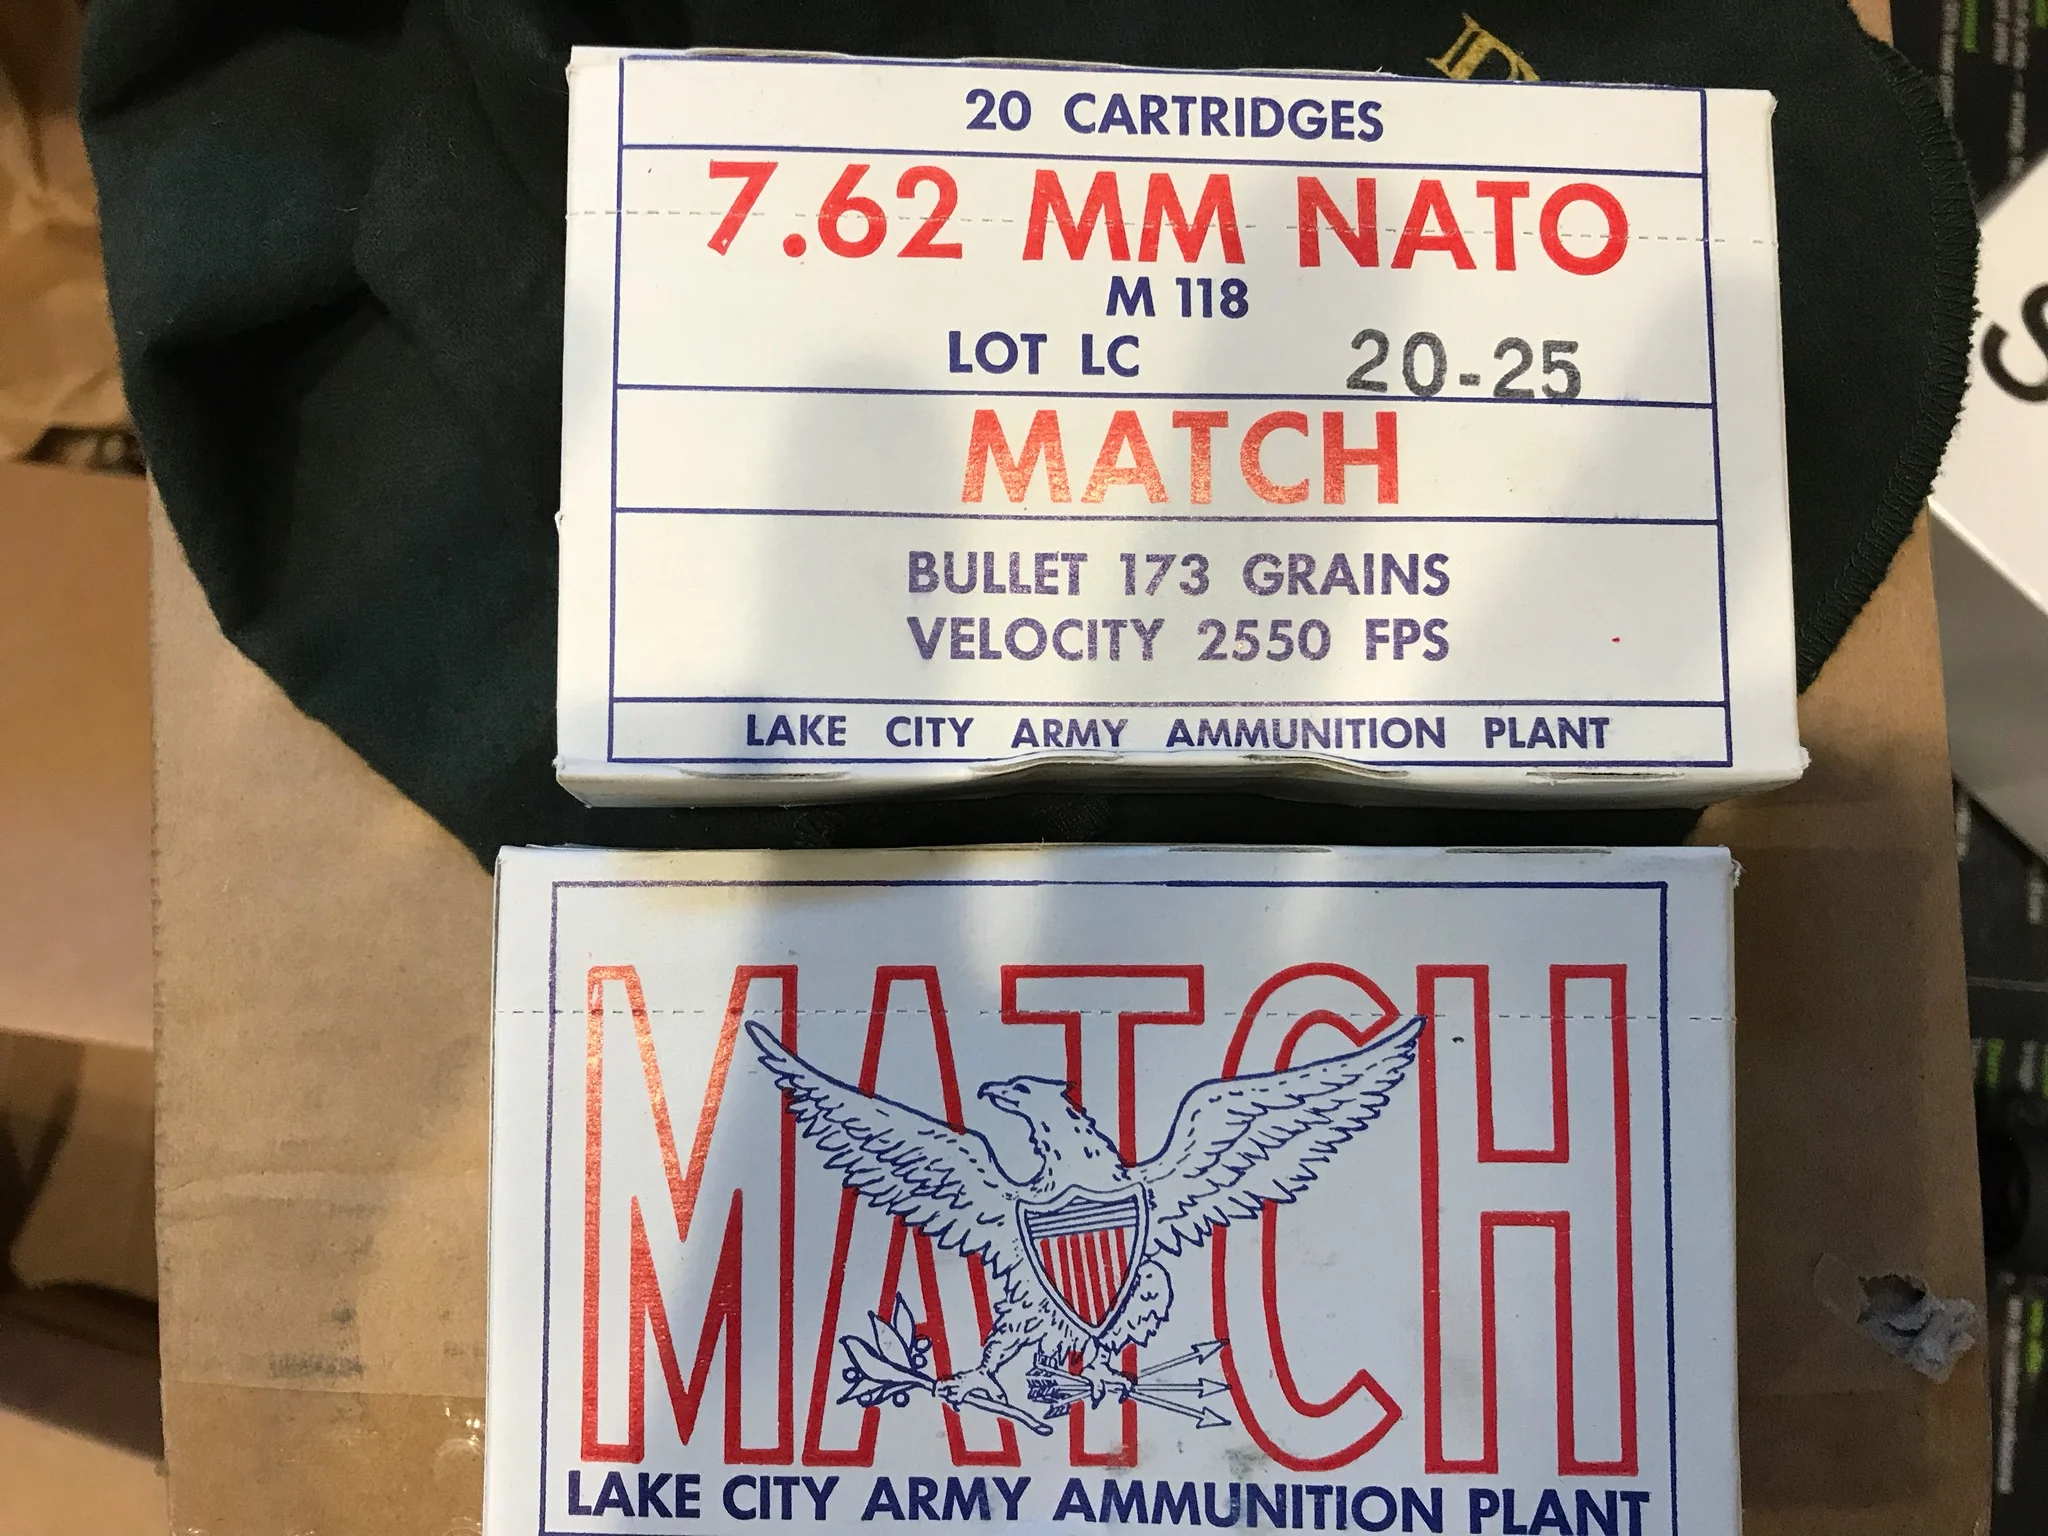 20 CARTRIDGES
7.62 MM NATO
M 118
LOT LC 20-25
MATCH
BULLET 173 GRAINS
VELOCITY 2550 FPS
LAKE CITY ARMY AMMUNITION PLANT
MATCH
LAKE CITY ARMY AMMUNITION PLANT